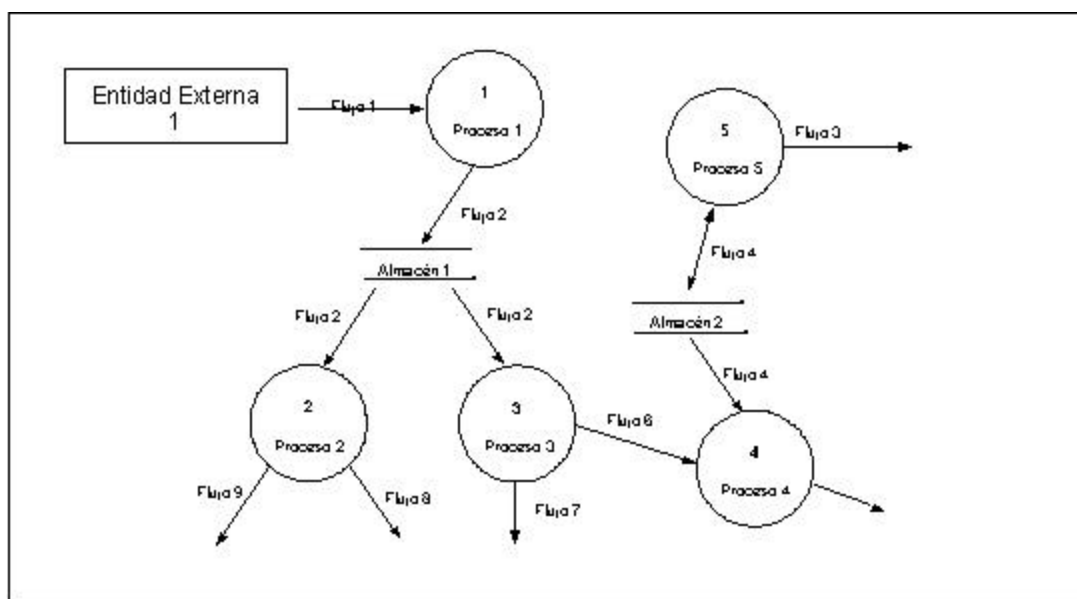 Entidad Externa
1
Flujo 1
1
Proceso 1
5
Proceso 5
Flujo 3
Flujo 2
Flujo 4
Almacén 1
Almacén 2
Flujo 2
Flujo 2
Flujo 4
2
Proceso 2
3
Proceso 3
Flujo 6
4
Proceso 4
Flujo 9
Flujo 8
Flujo 7